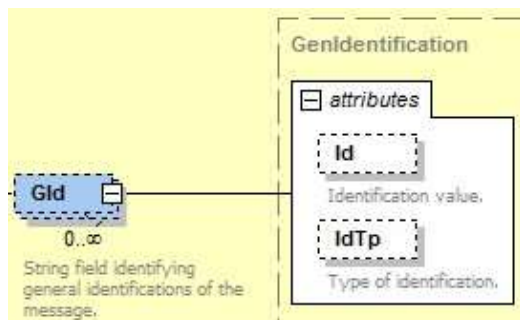 GenIdentification
attributes
Id
Identification value.
GId
0..∞
IdTp
String field identifying
general identifications of the
message.
Type of identification.